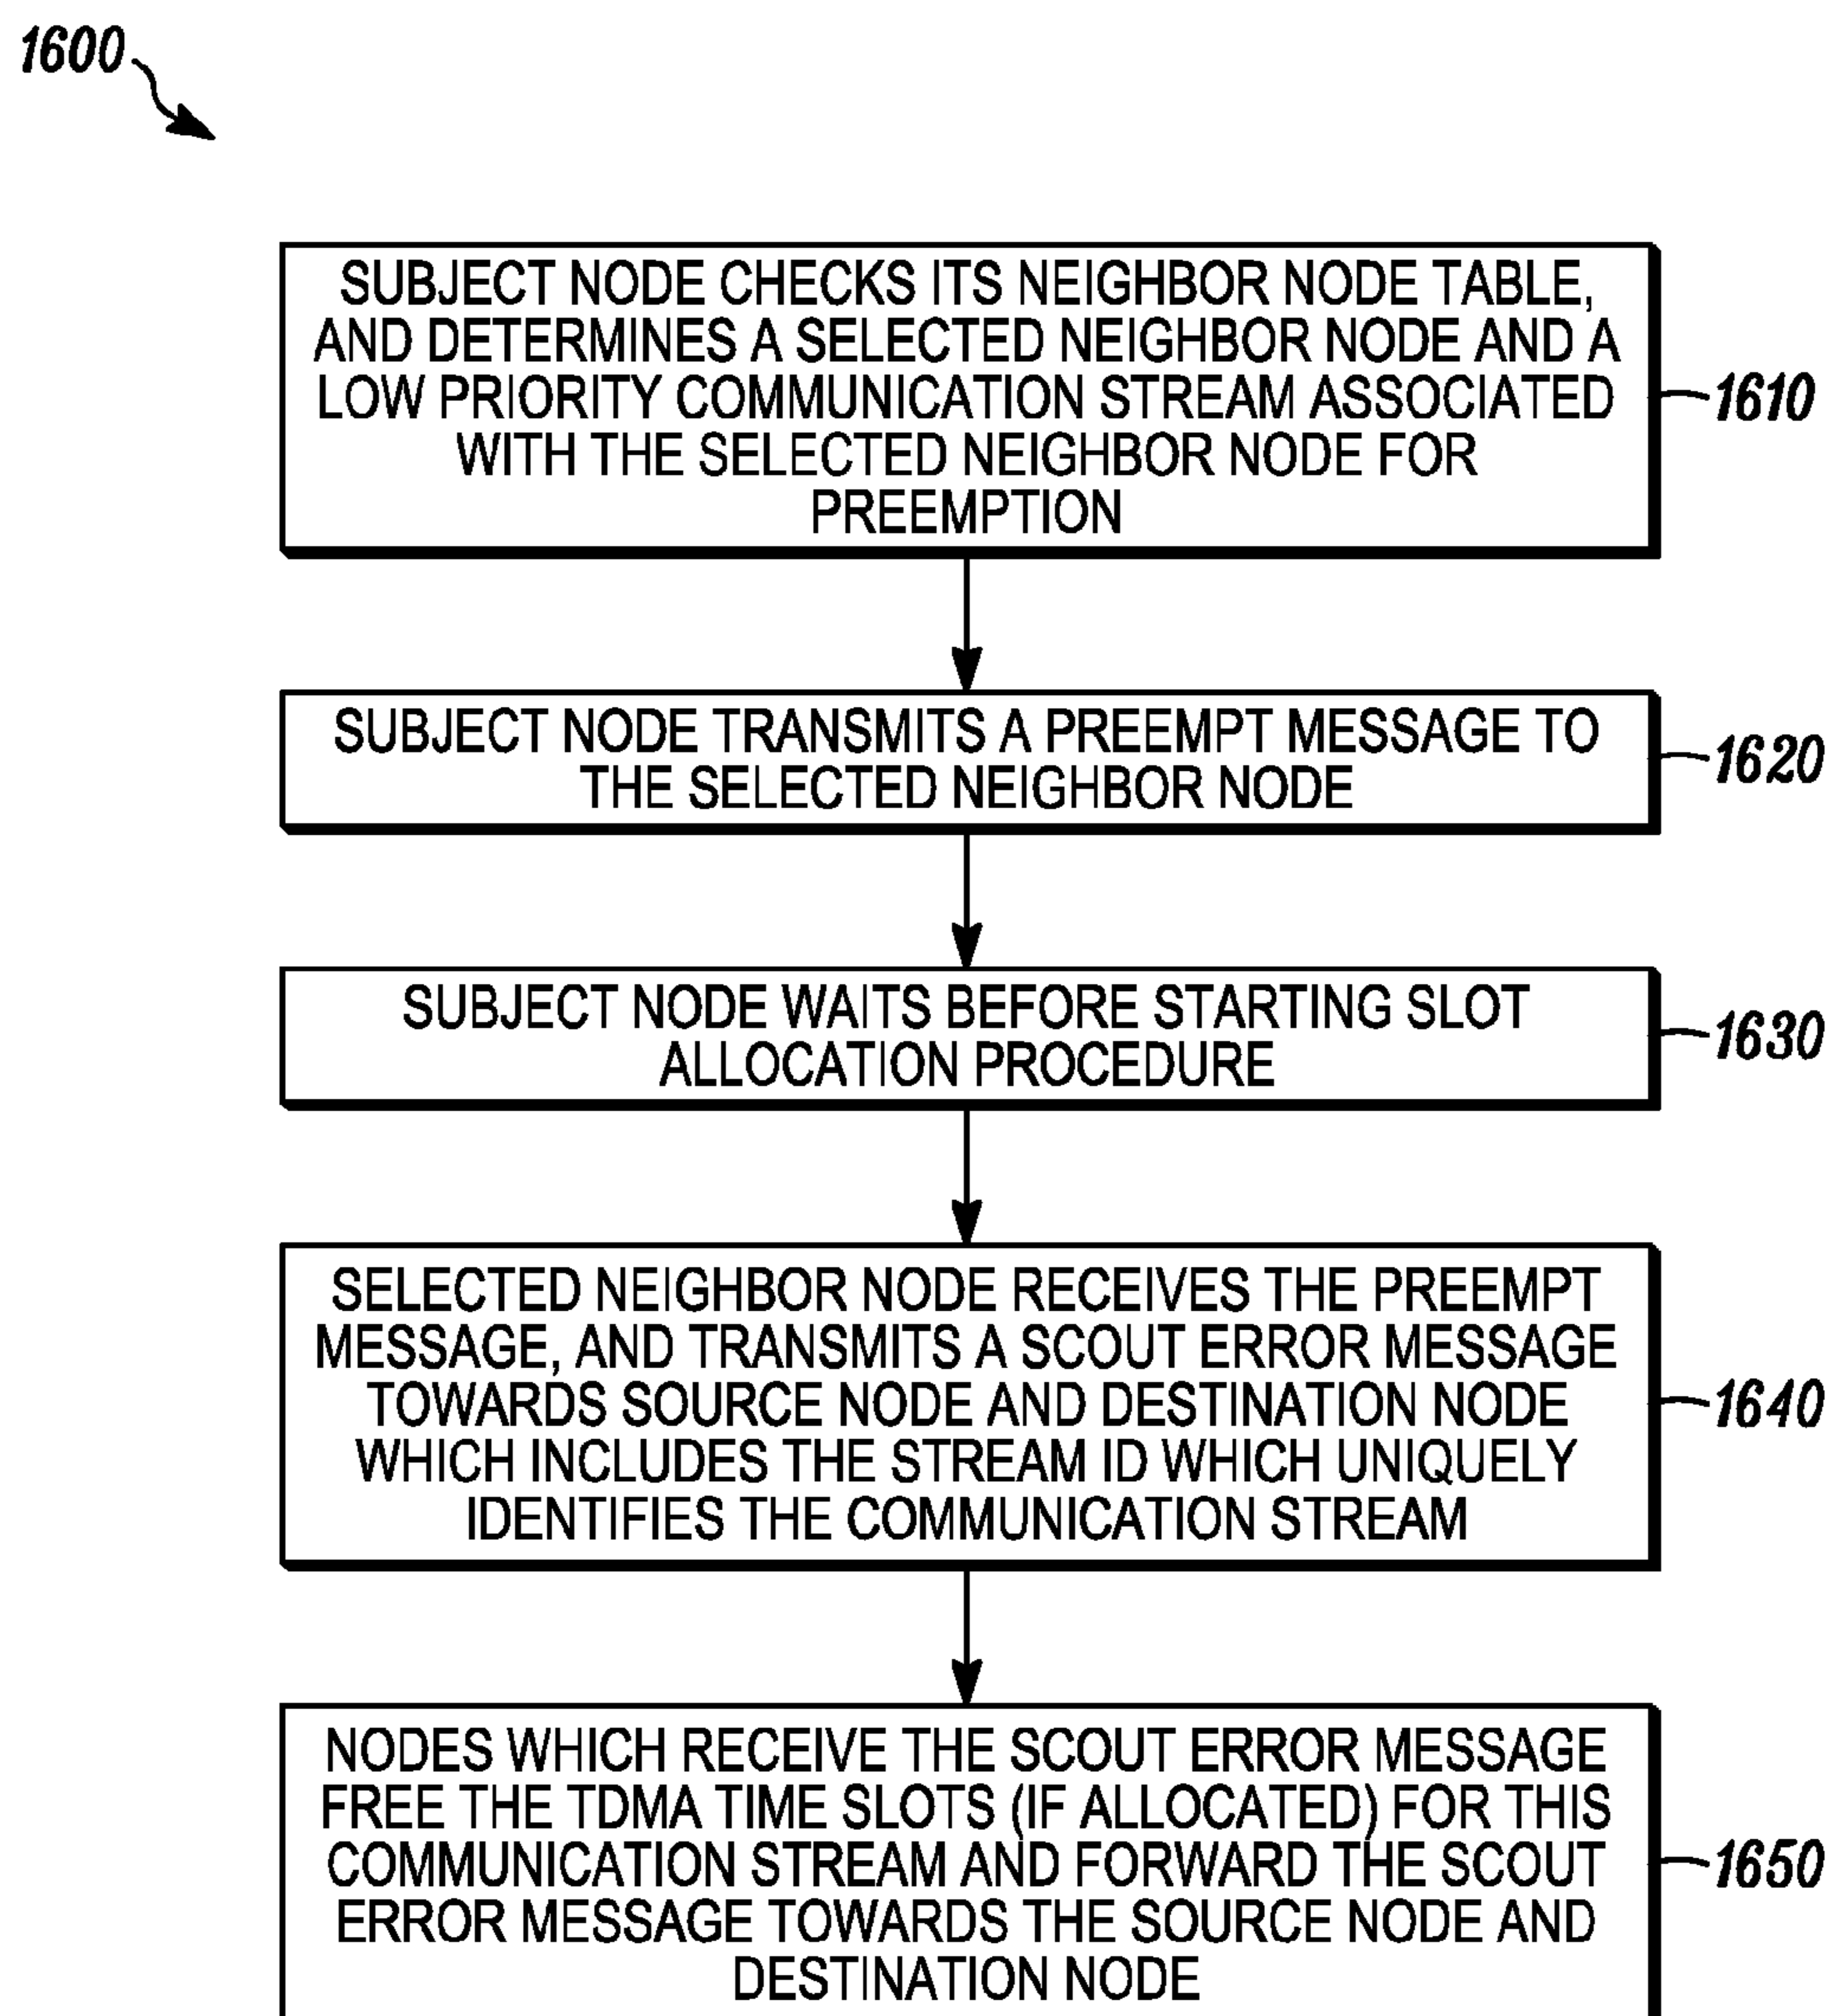 1600
SUBJECT NODE CHECKS ITS NEIGHBOR NODE TABLE,
AND DETERMINES A SELECTED NEIGHBOR NODE AND A
LOW PRIORITY COMMUNICATION STREAM ASSOCIATED
WITH THE SELECTED NEIGHBOR NODE FOR
PREEMPTION
1610
SUBJECT NODE TRANSMITS A PREEMPT MESSAGE TO
THE SELECTED NEIGHBOR NODE
1620
SUBJECT NODE WAITS BEFORE STARTING SLOT
ALLOCATION PROCEDURE
1630
SELECTED NEIGHBOR NODE RECEIVES THE PREEMPT
MESSAGE, AND TRANSMITS A SCOUT ERROR MESSAGE
TOWARDS SOURCE NODE AND DESTINATION NODE
WHICH INCLUDES THE STREAM ID WHICH UNIQUELY
IDENTIFIES THE COMMUNICATION STREAM
1640
NODES WHICH RECEIVE THE SCOUT ERROR MESSAGE
FREE THE TDMA TIME SLOTS (IF ALLOCATED) FOR THIS
COMMUNICATION STREAM AND FORWARD THE SCOUT
ERROR MESSAGE TOWARDS THE SOURCE NODE AND
DESTINATION NODE
1650